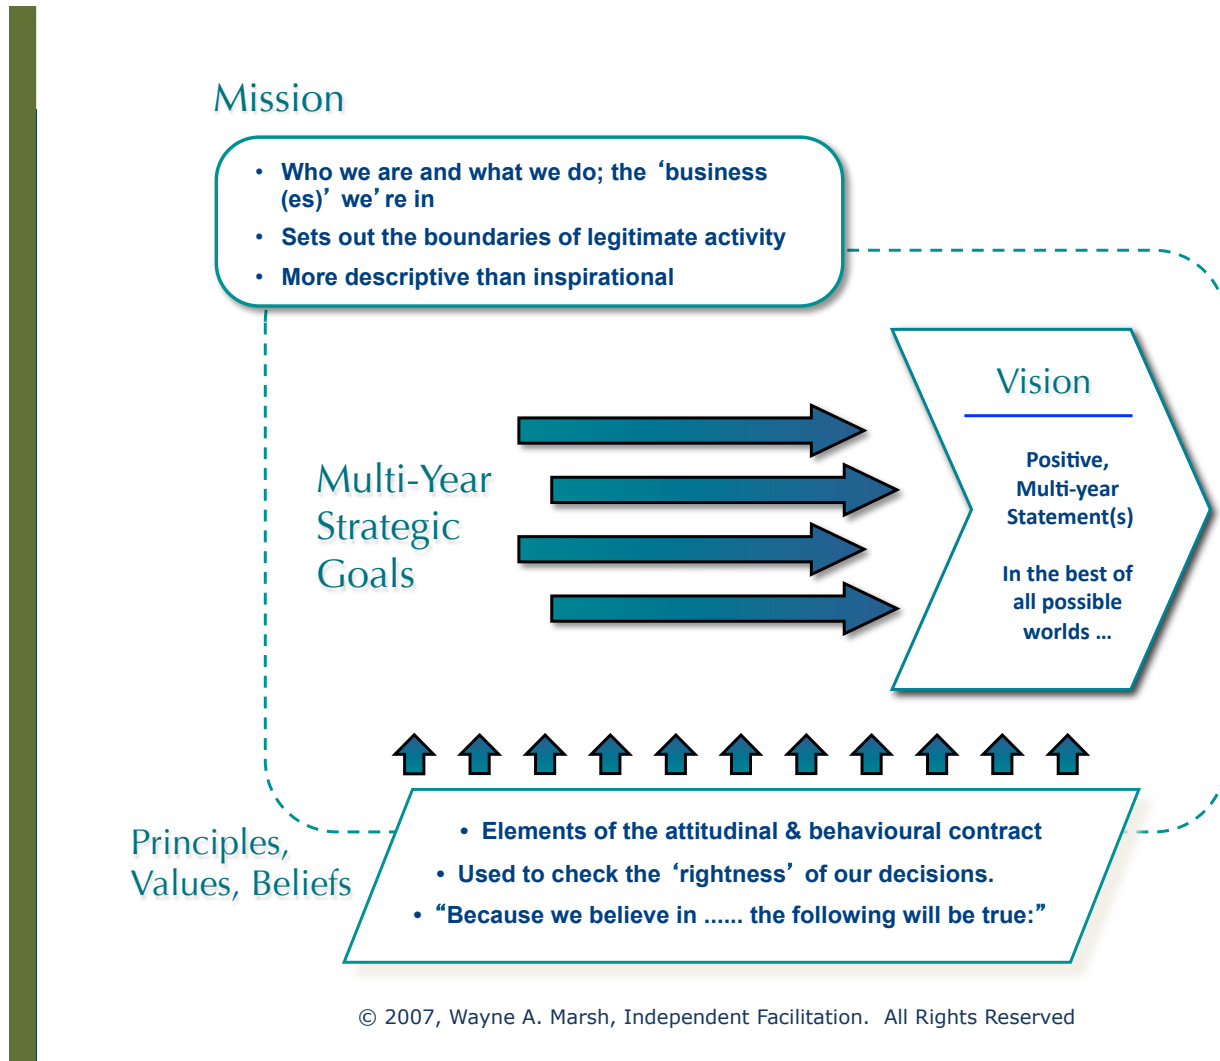 Mission
• Who we are and what we do; the ‘business
(es)’ we’re in
• Sets out the boundaries of legitimate activity
• More descriptive than inspirational
Multi-Year
Strategic
Goals
Vision
Positive,
Multi-year
Statement(s)
In the best of
all possible
worlds ...
Principles,
Values, Beliefs
• Elements of the attitudinal & behavioural contract
• Used to check the ‘rightness’ of our decisions.
• “Because we believe in ...... the following will be true:”
© 2007, Wayne A. Marsh, Independent Facilitation. All Rights Reserved